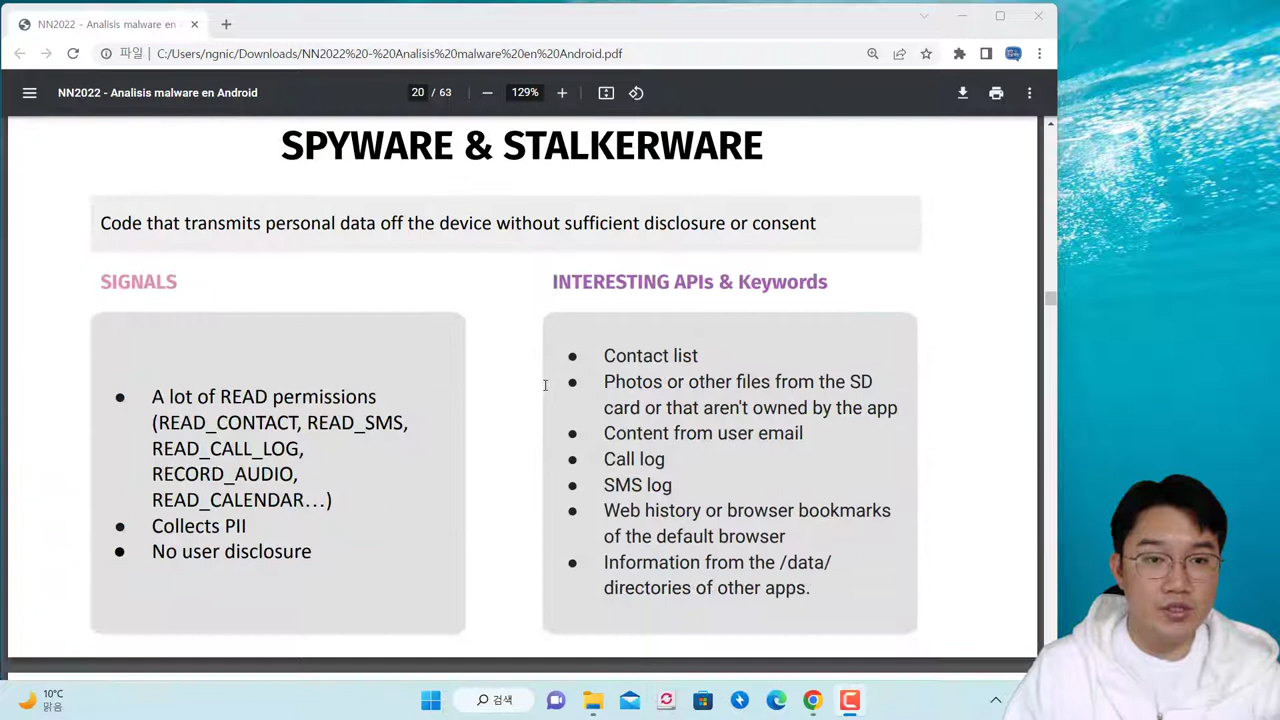 NN2022 - Analisis malware en
파일 C:/Users/ngnic/Downloads/NN2022%20-%20Analisis%20malware%20en%20Android.pdf
NN2022 - Analisis malware en Android
20 / 63
129%
SPYWARE & STALKERWARE
Code that transmits personal data off the device without sufficient disclosure or consent
SIGNALS
● A lot of READ permissions
(READ_CONTACT, READ_SMS,
READ_CALL_LOG,
RECORD_AUDIO,
READ_CALENDAR…)
● Collects PII
● No user disclosure
INTERESTING APIs & Keywords
● Contact list
● Photos or other files from the SD
card or that aren't owned by the app
● Content from user email
● Call log
● SMS log
● Web history or browser bookmarks
of the default browser
● Information from the /data/
directories of other apps.
10°C
맑음
검색